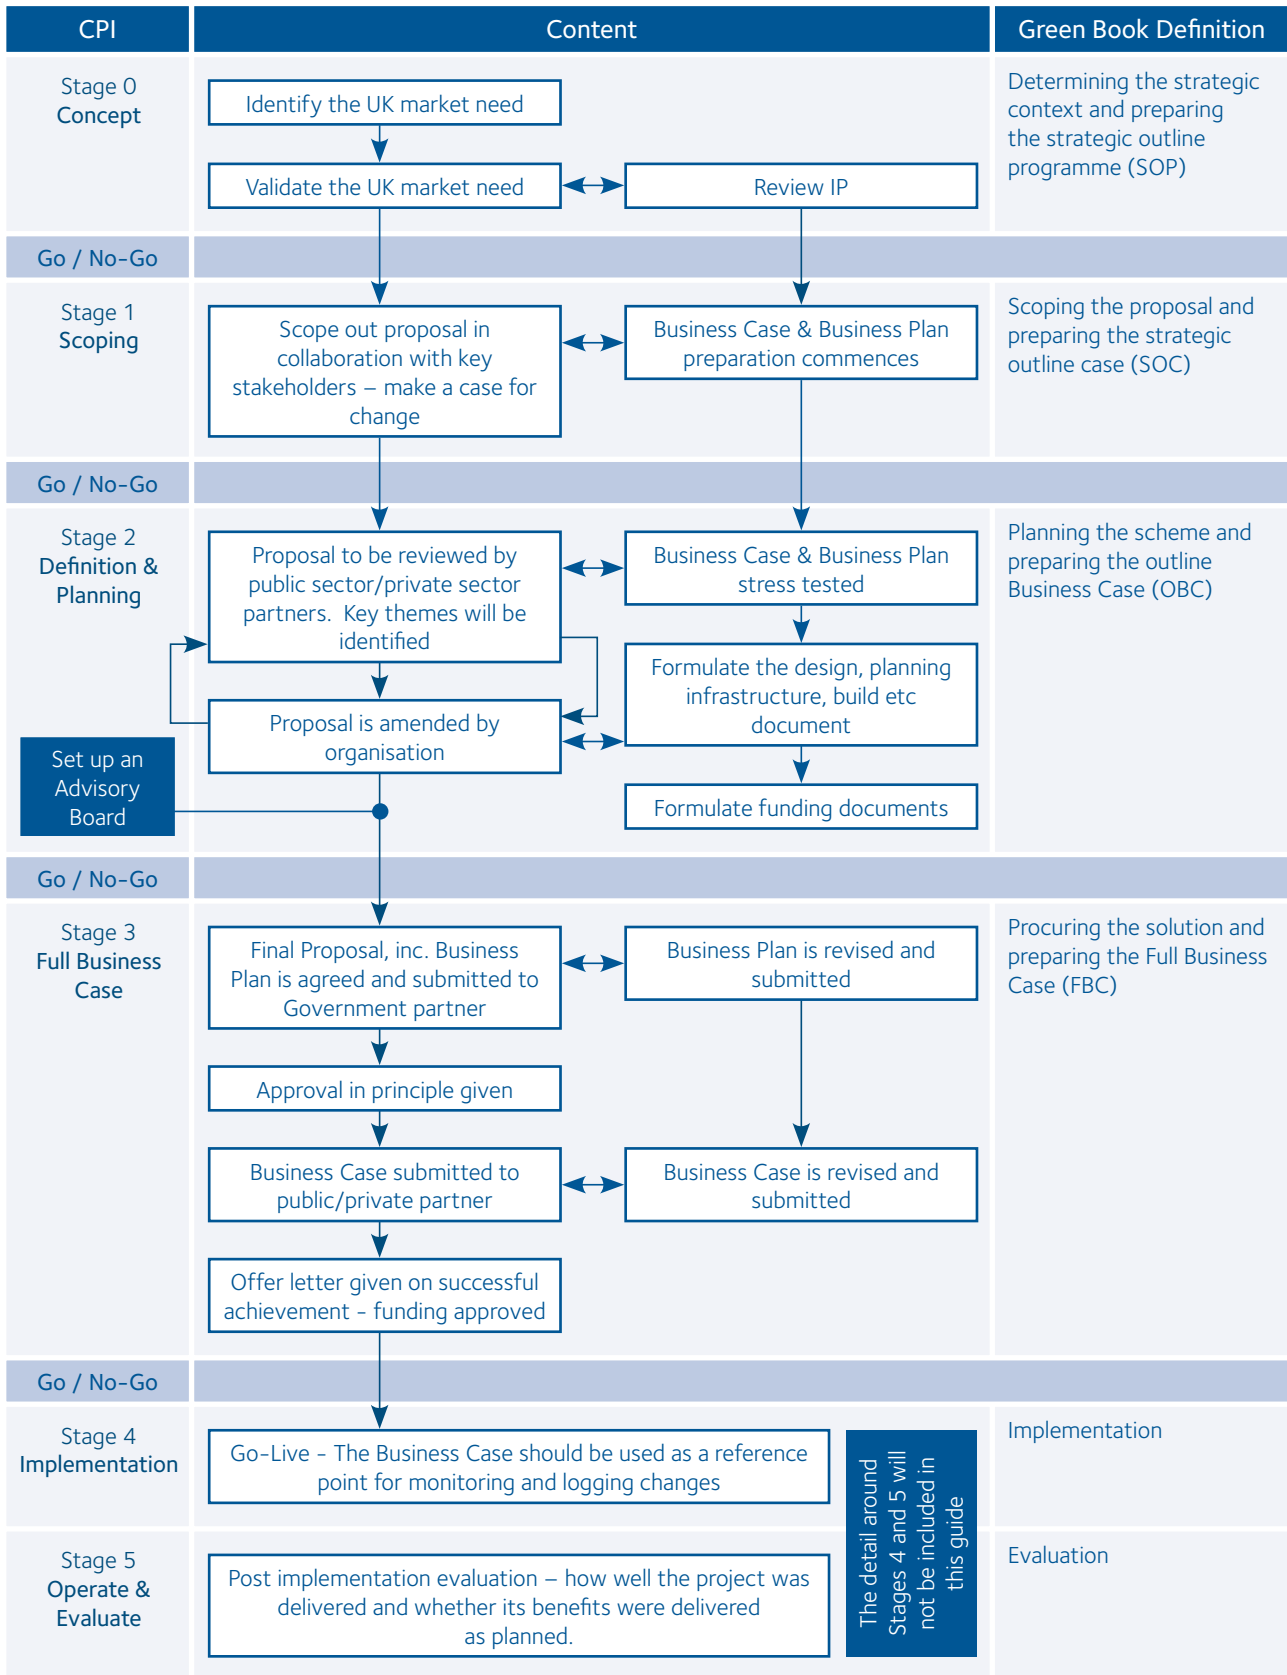 CPI
Content
Green Book Definition
Stage 0
Concept
Identify the UK market need
Validate the UK market need
Review IP
Determining the strategic
context and preparing
the strategic outline
programme (SOP)
Go / No-Go
Stage 1
Scoping
Scope out proposal in
collaboration with key
stakeholders – make a case for
change
Business Case & Business Plan
preparation commences
Scoping the proposal and
preparing the strategic
outline case (SOC)
Go / No-Go
Stage 2
Definition &
Planning
Proposal to be reviewed by
public sector/private sector
partners. Key themes will be
identified
Business Case & Business Plan
stress tested
Formulate the design, planning
infrastructure, build etc
document
Proposal is amended by
organisation
Formulate funding documents
Set up an
Advisory
Board
Planning the scheme and
preparing the outline
Business Case (OBC)
Go / No-Go
Stage 3
Full Business
Case
Final Proposal, inc. Business
Plan is agreed and submitted to
Government partner
Business Plan is revised and
submitted
Approval in principle given
Business Case submitted to
public/private partner
Business Case is revised and
submitted
Offer letter given on successful
achievement - funding approved
Procuring the solution and
preparing the Full Business
Case (FBC)
Go / No-Go
Stage 4
Implementation
Go-Live - The Business Case should be used as a reference
point for monitoring and logging changes
The detail around
Stages 4 and 5 will
not be included in
this guide
Implementation
Stage 5
Operate &
Evaluate
Post implementation evaluation – how well the project was
delivered and whether its benefits were delivered
as planned.
Evaluation